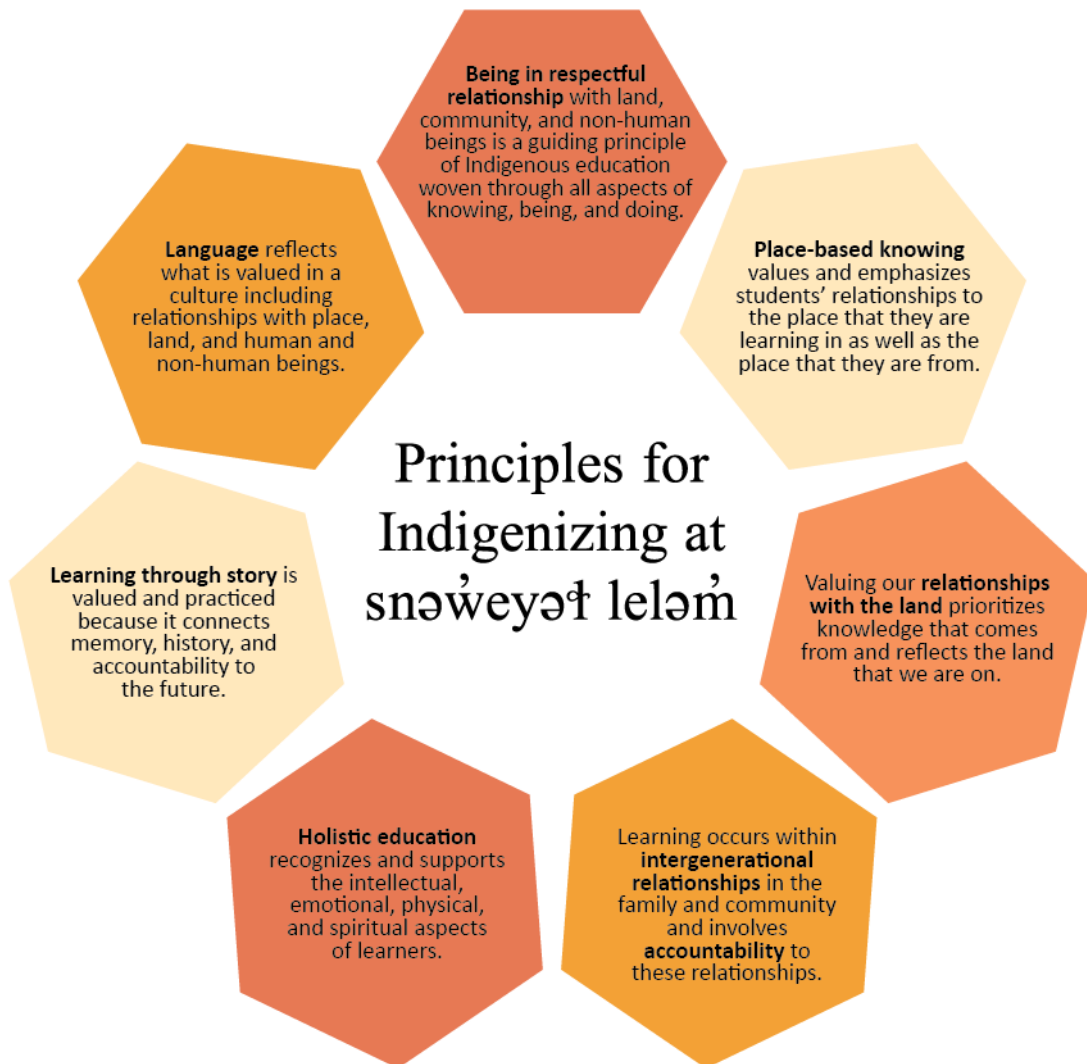 Being in respectful
relationship with land,
community, and non-human
beings is a guiding principle
of Indigenous education
woven through all aspects of
knowing, being, and doing.
Place-based knowing
values and emphasizes
students’ relationships to
the place that they are
learning in as well as the
place that they are from.
Valuing our relationships
with the land prioritizes
knowledge that comes
from and reflects the land
that we are on.
Learning occurs within
intergenerational
relationships in the
family and community
and involves
accountability to
these relationships.
Holistic education
recognizes and supports
the intellectual,
emotional, physical,
and spiritual aspects
of learners.
Learning through story is
valued and practiced
because it connects
memory, history, and
accountability to
the future.
Language reflects
what is valued in a
culture including
relationships with place,
land, and human and
non-human beings.
Principles for
Indigenizing at
snəw̓eyəɬ leləm̓